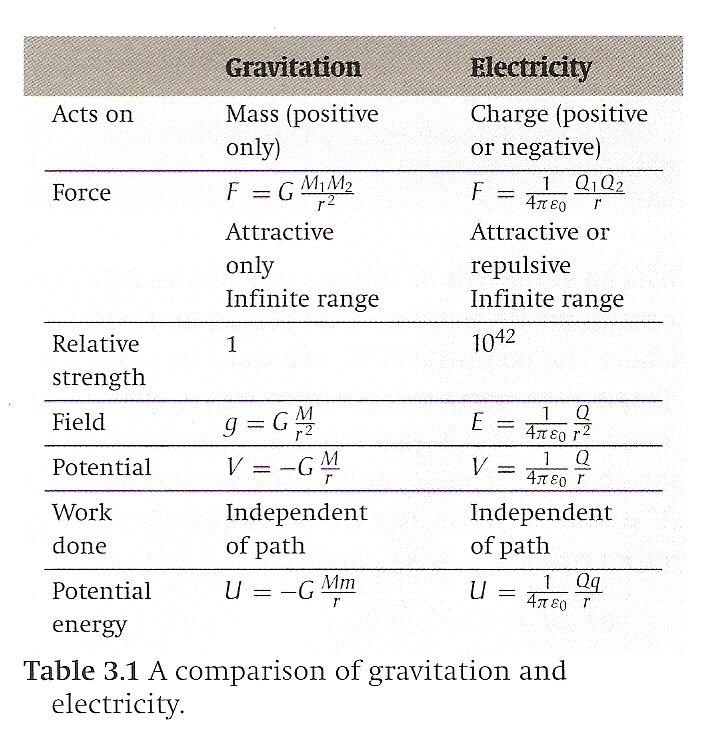 Gravitation Electricity
Acts on Mass (positive Charge (positive
only) or negative)
Force F = G M₁M₂/r² F = 1/4πε₀ Q₁Q₂/r
Attractive Attractive or
only repulsive
Infinite range Infinite range
Relative 1 10⁴²
strength
Field g = G M/r² E = 1/4πε₀ Q/r²
Potential V = −G M/r V = 1/4πε₀ Q/r
Work Independent Independent
done of path of path
Potential U = −G Mm/r U = 1/4πε₀ Qq/r
energy
Table 3.1 A comparison of gravitation and
electricity.